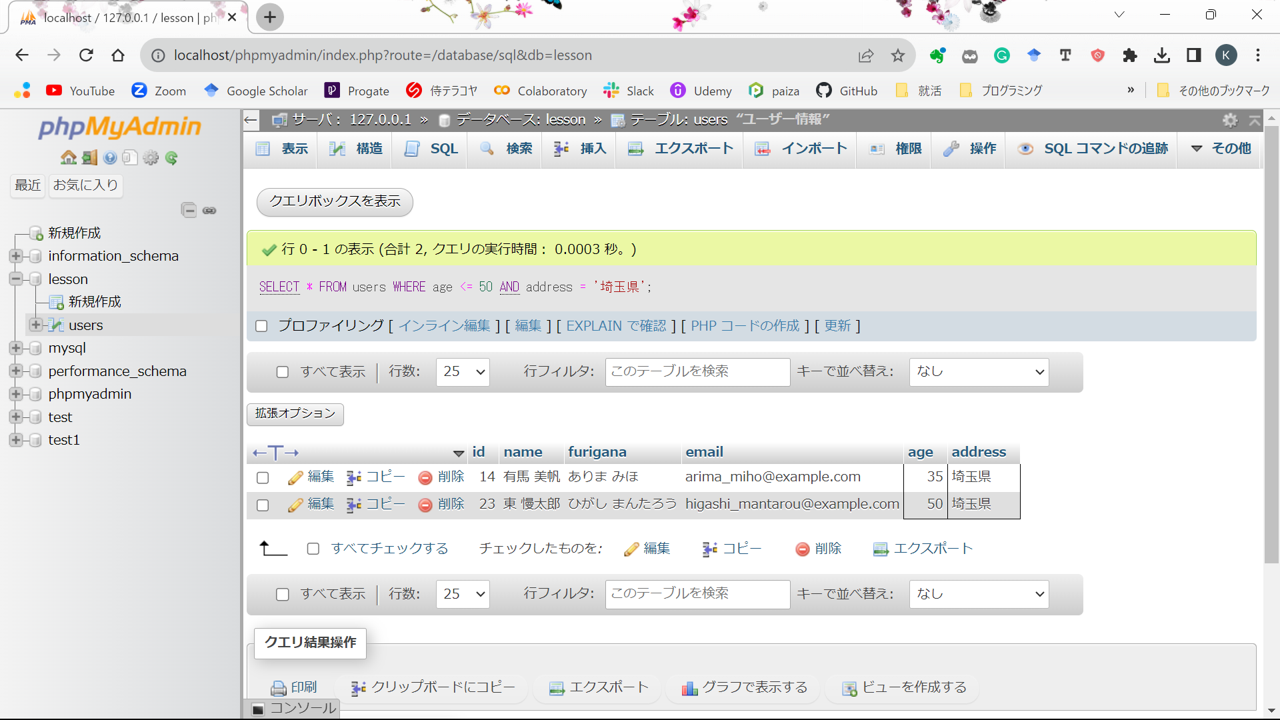 localhost / 127.0.0.1 / lesson | ph
localhost/phpmyadmin/index.php?route=/database/sql&db=lesson
K
YouTube Zoom Google Scholar Progate 侍テラコヤ Colaboratory Slack Udemy paiza GitHub 就活 プログラミング » その他のブックマーク
phpMyAdmin
最近 お気に入り
新規作成
information_schema
lesson
新規作成
users
mysql
performance_schema
phpmyadmin
test
test1
サーバ: 127.0.0.1 » データベース: lesson » テーブル: users “ユーザー情報”
表示 構造 SQL 検索 挿入 エクスポート インポート 権限 操作 SQL コマンドの追跡 その他
クエリボックスを表示
行 0 - 1 の表示 (合計 2, クエリの実行時間: 0.0003 秒。)
SELECT * FROM users WHERE age <= 50 AND address = '埼玉県';
プロファイリング [ インライン編集 ] [ 編集 ] [ EXPLAIN で確認 ] [ PHP コードの作成 ] [ 更新 ]
すべて表示 | 行数: 25 行フィルタ: このテーブルを検索 キーで並べ替え: なし
拡張オプション
←T→ id name furigana email age address
編集 コピー 削除 14 有馬 美帆 ありま みほ arima_miho@example.com 35 埼玉県
編集 コピー 削除 23 東 慢太郎 ひがし まんたろう higashi_mantarou@example.com 50 埼玉県
すべてチェックする チェックしたものを: 編集 コピー 削除 エクスポート
すべて表示 | 行数: 25 行フィルタ: このテーブルを検索 キーで並べ替え: なし
クエリ結果操作
印刷 クリップボードにコピー エクスポート グラフで表示する ビューを作成する
コンソール